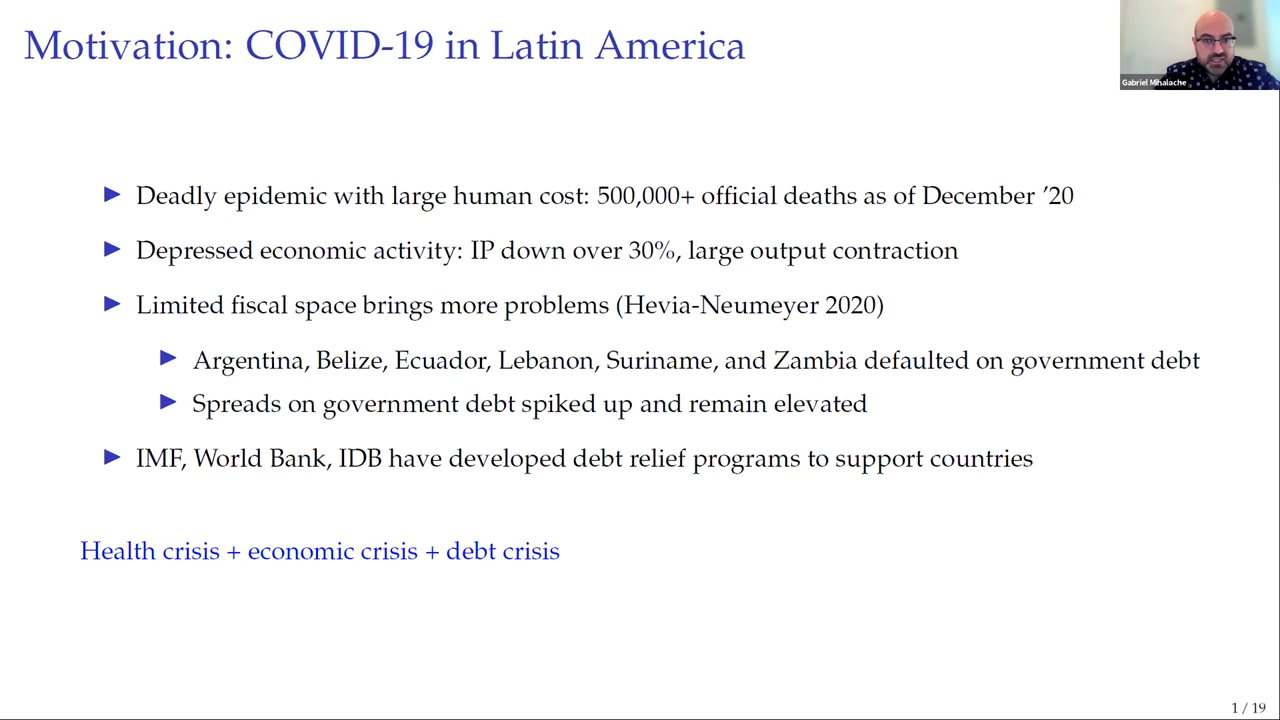 Motivation: COVID-19 in Latin America
Gabriel Mihalache
▶ Deadly epidemic with large human cost: 500,000+ official deaths as of December ’20
▶ Depressed economic activity: IP down over 30%, large output contraction
▶ Limited fiscal space brings more problems (Hevia-Neumeyer 2020)
▶ Argentina, Belize, Ecuador, Lebanon, Suriname, and Zambia defaulted on government debt
▶ Spreads on government debt spiked up and remain elevated
▶ IMF, World Bank, IDB have developed debt relief programs to support countries
Health crisis + economic crisis + debt crisis
1 / 19